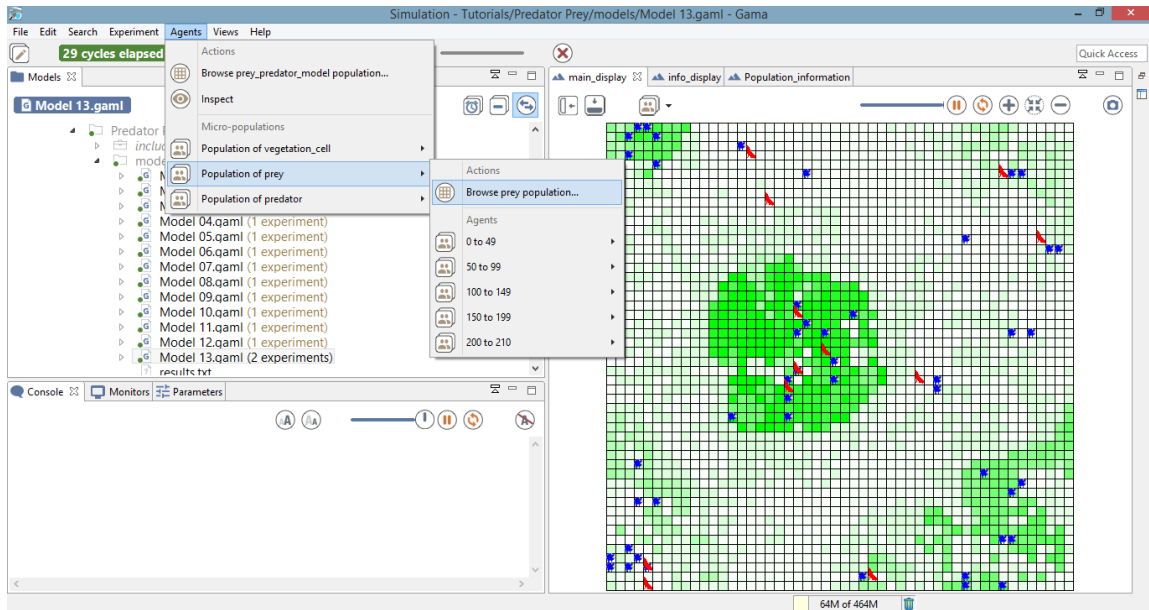 Simulation - Tutorials/Predator Prey/models/Model 13.gaml - Gama
File Edit Search Experiment Agents Views Help
29 cycles elapsed
Quick Access
Models
Model 13.gaml
Predator
inclu
mode
M
M
M
Model 04.gaml (1 experiment)
Model 05.gaml (1 experiment)
Model 06.gaml (1 experiment)
Model 07.gaml (1 experiment)
Model 08.gaml (1 experiment)
Model 09.gaml (1 experiment)
Model 10.gaml (1 experiment)
Model 11.gaml (1 experiment)
Model 12.gaml (1 experiment)
Model 13.gaml (2 experiments)
results.txt
Actions
Browse prey_predator_model population...
Inspect
Micro-populations
Population of vegetation_cell
Population of prey
Population of predator
Actions
Browse prey population...
Agents
0 to 49
50 to 99
100 to 149
150 to 199
200 to 210
main_display info_display Population_information
Console Monitors Parameters
64M of 464M